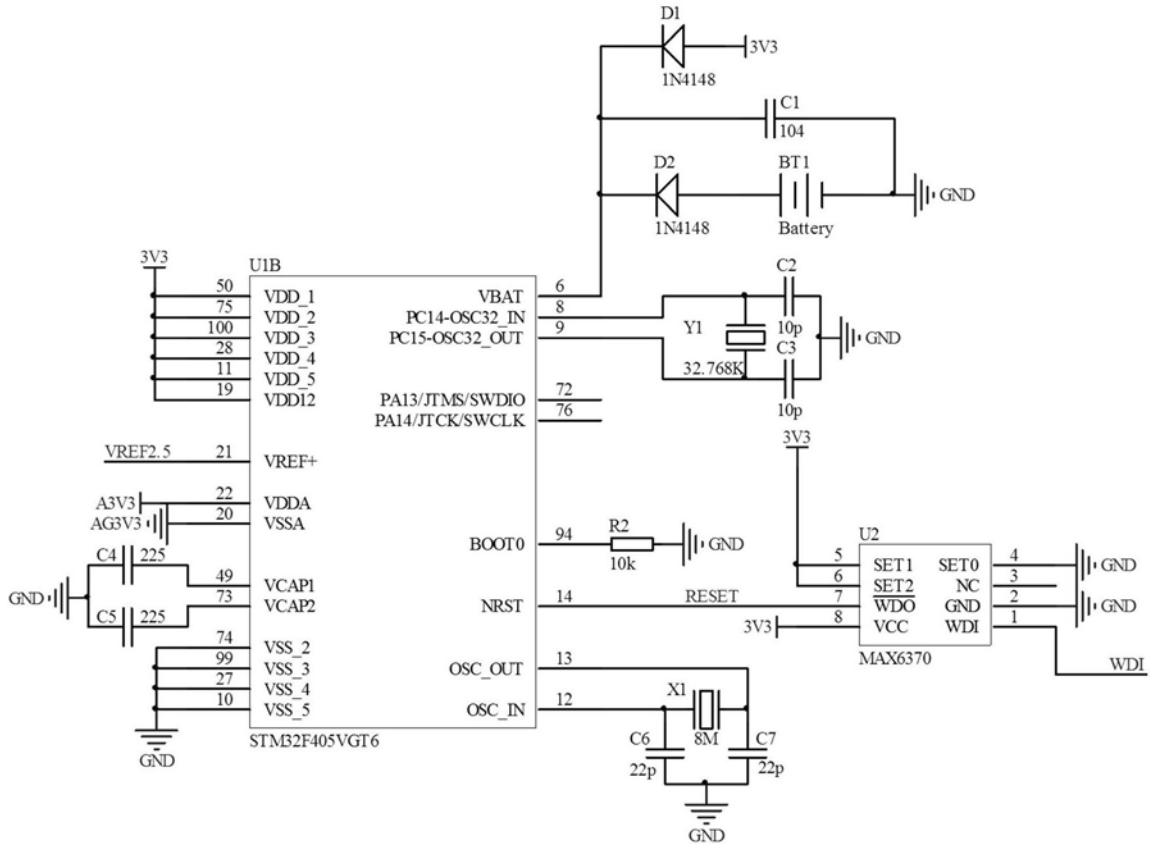 D1
3V3
1N4148
C1
104
D2
BT1
GND
1N4148
Battery
3V3
U1B
C2
50 VDD_1 VBAT 6
75 VDD_2 PC14-OSC32_IN 8
100 VDD_3 PC15-OSC32_OUT 9
28 VDD_4
11 VDD_5
19 VDD12 PA13/JTMS/SWDIO 72
PA14/JTCK/SWCLK 76
10p
Y1
GND
C3
32.768K
10p
VREF2.5 21 VREF+
A3V3 22 VDDA
AG3V3 20 VSSA
BOOT0 94
R2
10k
GND
C4 225
GND
49 VCAP1
73 VCAP2
C5 225
NRST 14 RESET
3V3
U2
5 SET1 SET0 4 GND
6 SET2 NC 3
7 WDO GND 2 GND
3V3 8 VCC WDI 1
MAX6370
WDI
74 VSS_2
99 VSS_3
27 VSS_4
10 VSS_5
GND
OSC_OUT 13
OSC_IN 12
X1
8M
C6
22p
C7
22p
GND
STM32F405VGT6